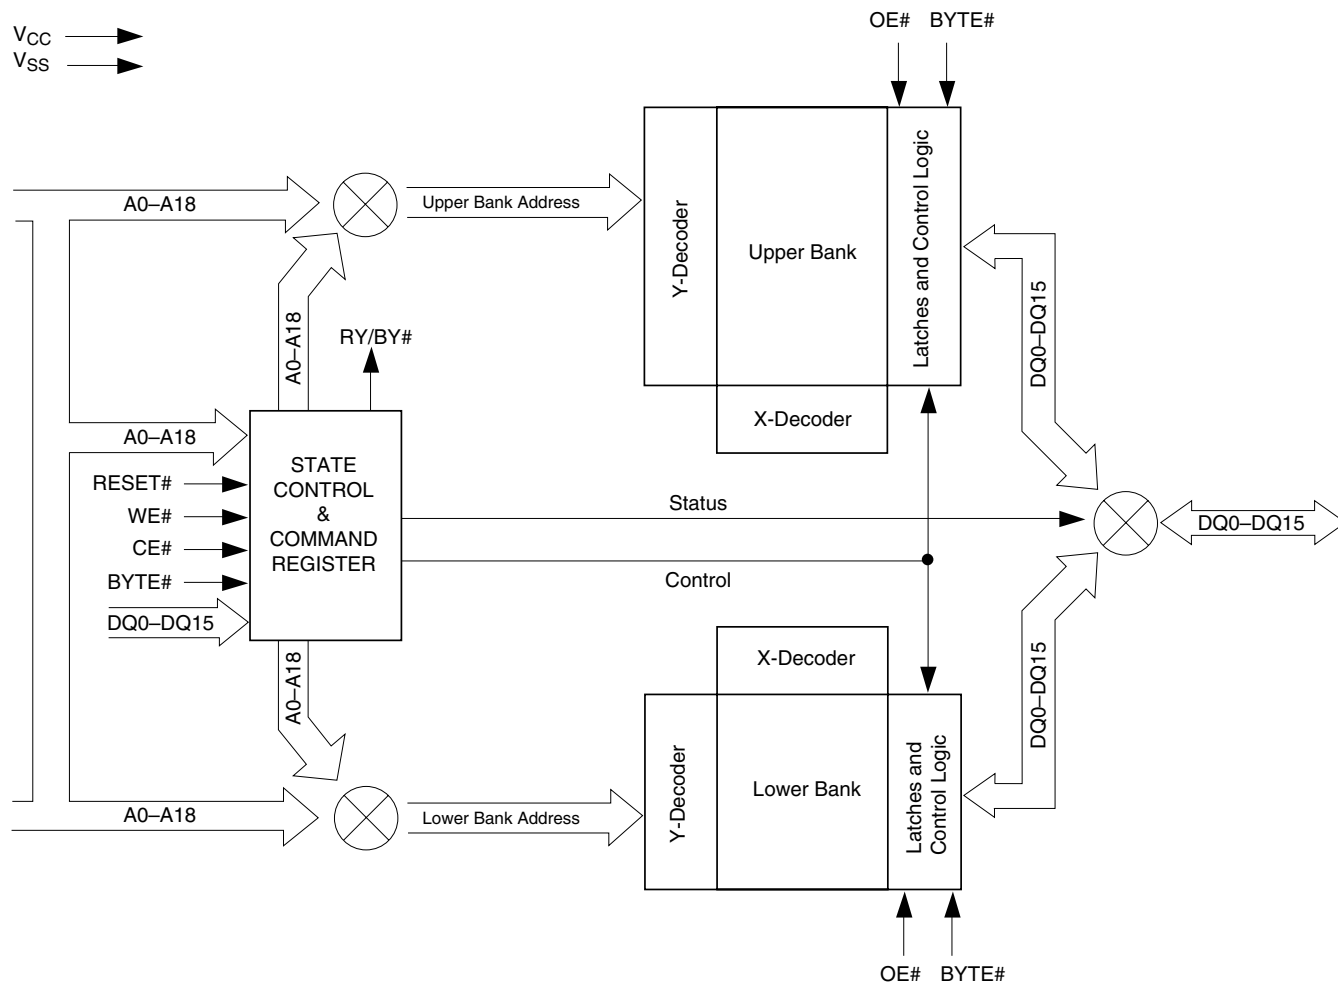 VCC
VSS
OE# BYTE#
A0–A18
Upper Bank Address
Y-Decoder
Upper Bank
Latches and Control Logic
X-Decoder
DQ0–DQ15
A0–A18
RY/BY#
A0–A18
RESET#
WE#
CE#
BYTE#
DQ0–DQ15
STATE
CONTROL
&
COMMAND
REGISTER
Status
Control
DQ0–DQ15
A0–A18
A0–A18
Lower Bank Address
X-Decoder
Y-Decoder
Lower Bank
Latches and
Control Logic
DQ0–DQ15
OE# BYTE#